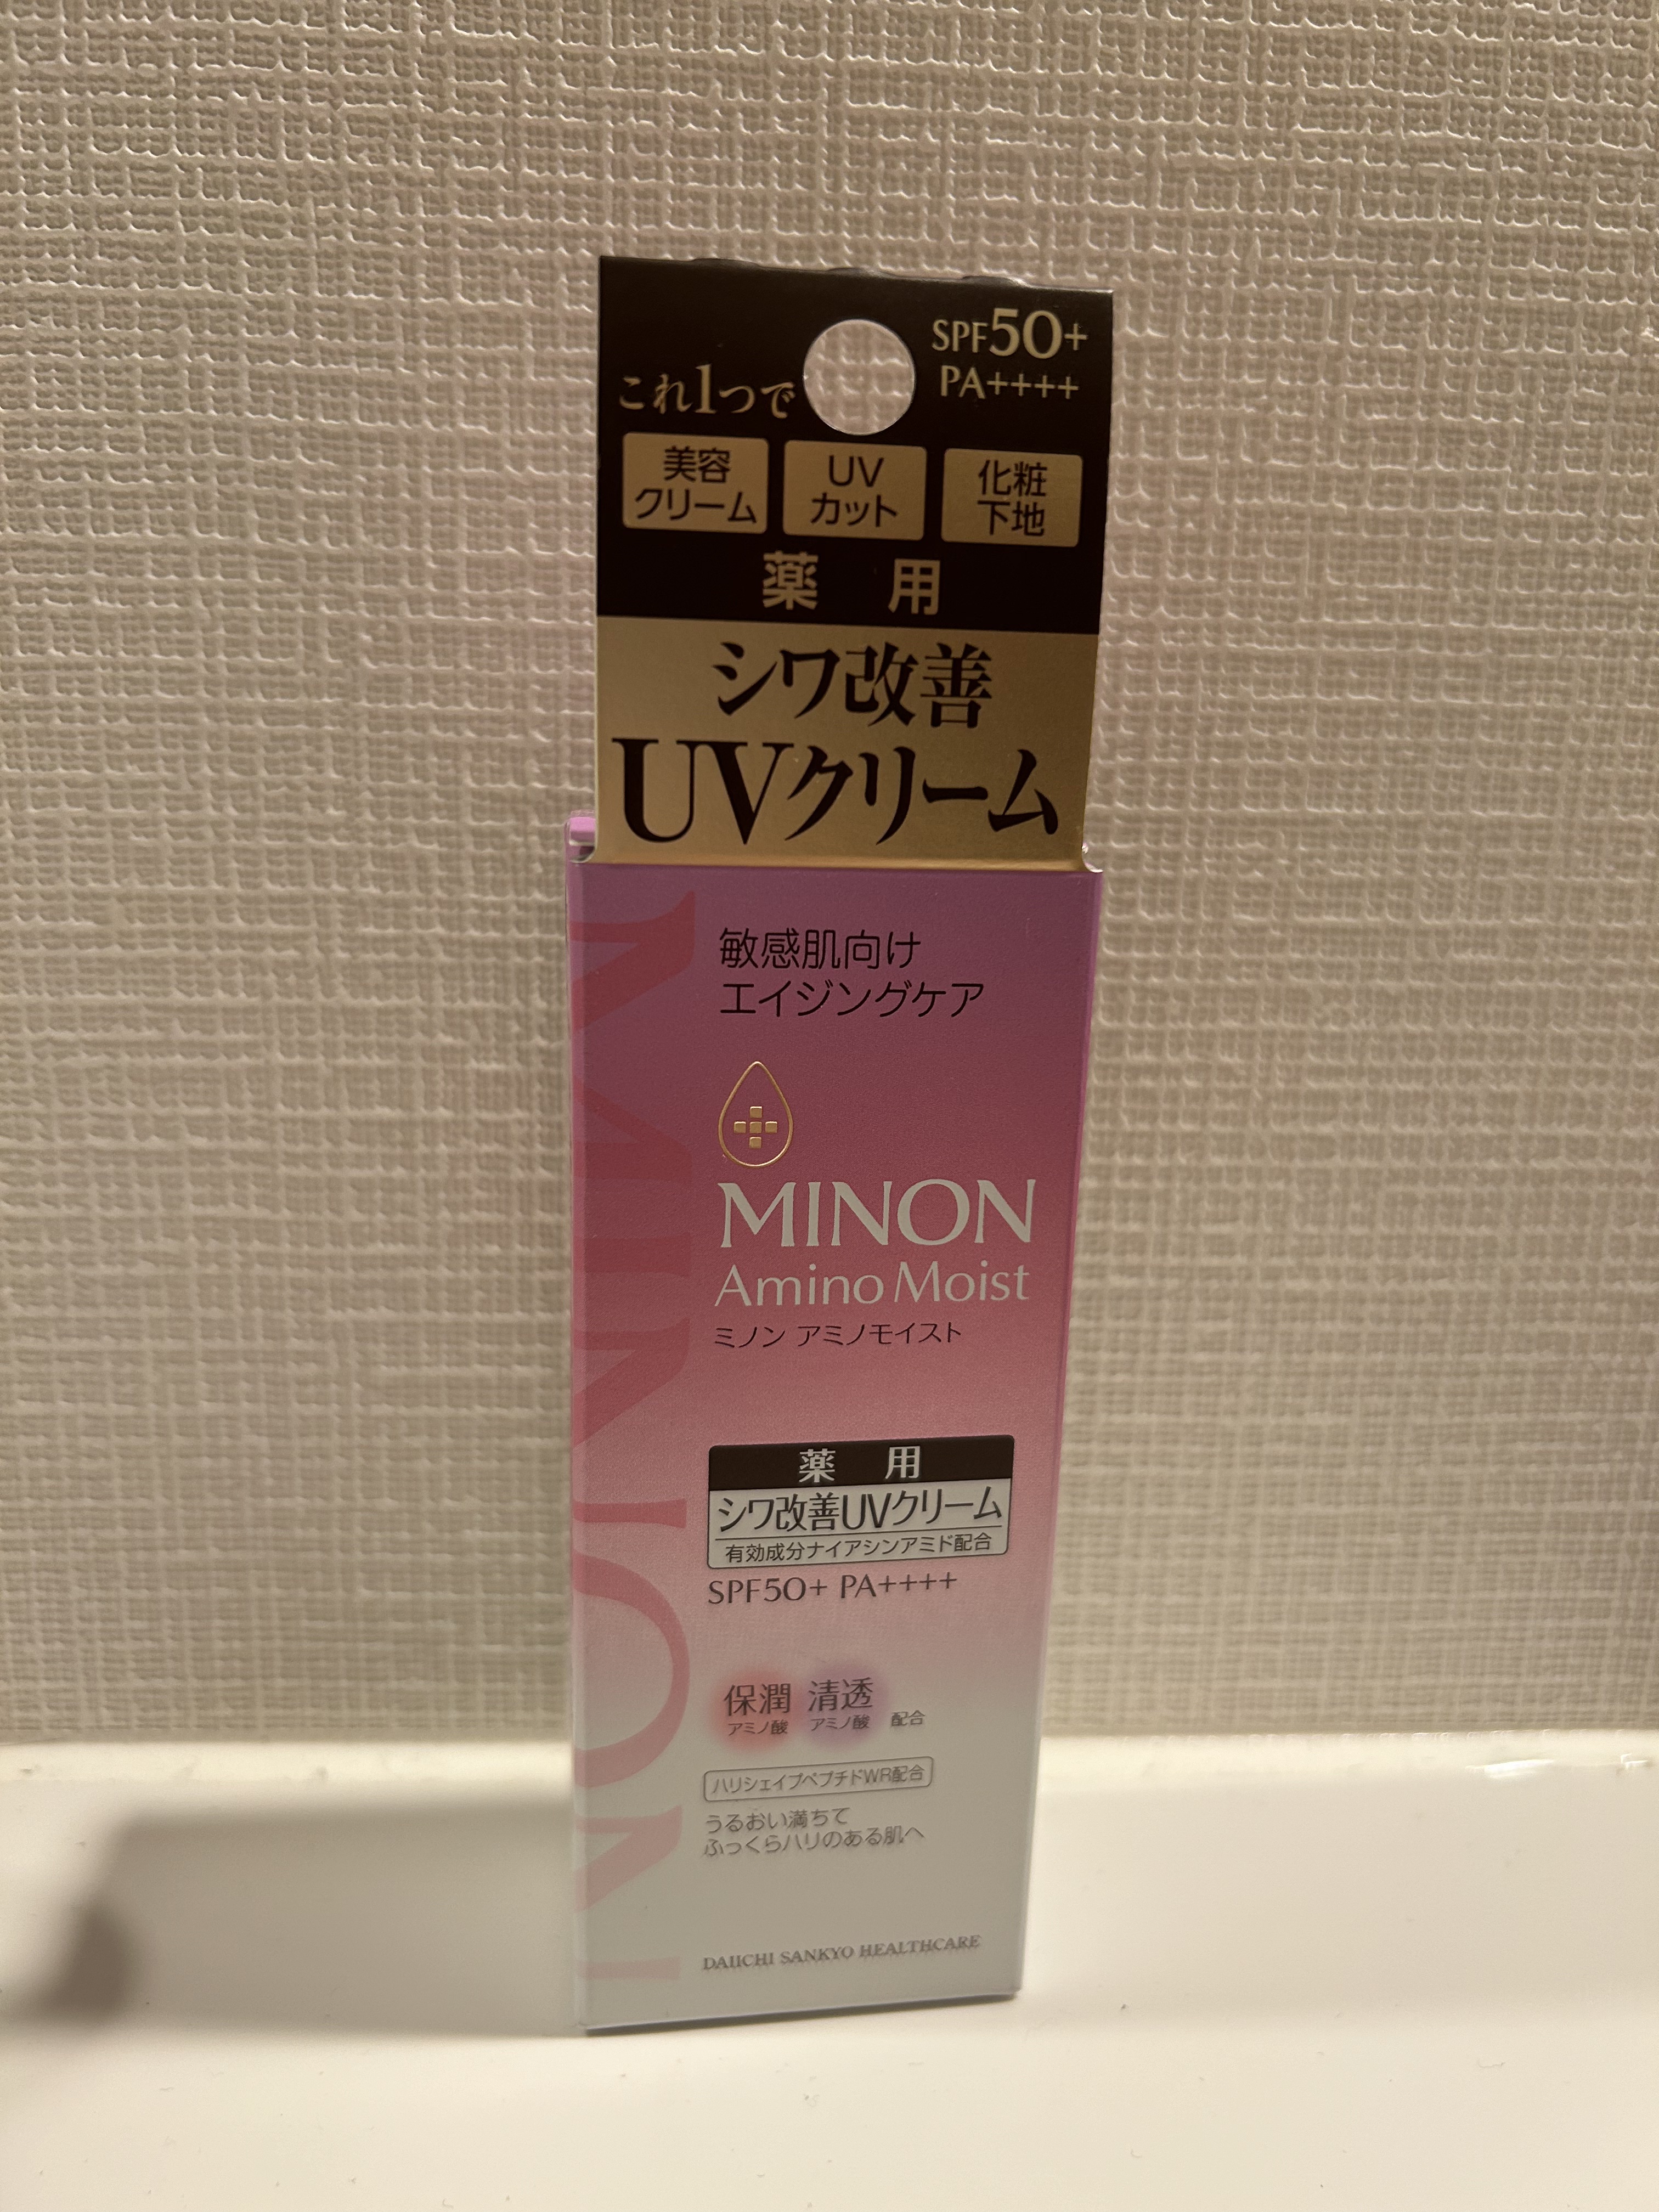 SPF50+
PA++++
これ1つで
美容
クリーム
UV
カット
化粧
下地
薬 用
シワ改善
UVクリーム
敏感肌向け
エイジングケア
MINON
Amino Moist
ミノン アミノモイスト
薬 用
シワ改善UVクリーム
有効成分ナイアシンアミド配合
SPF50+ PA++++
保潤 清透
アミノ酸 アミノ酸 配合
ハリシェイプペプチドWR配合
うるおい満ちて
ふっくらハリのある肌へ
DAIICHI SANKYO HEALTHCARE
MINON